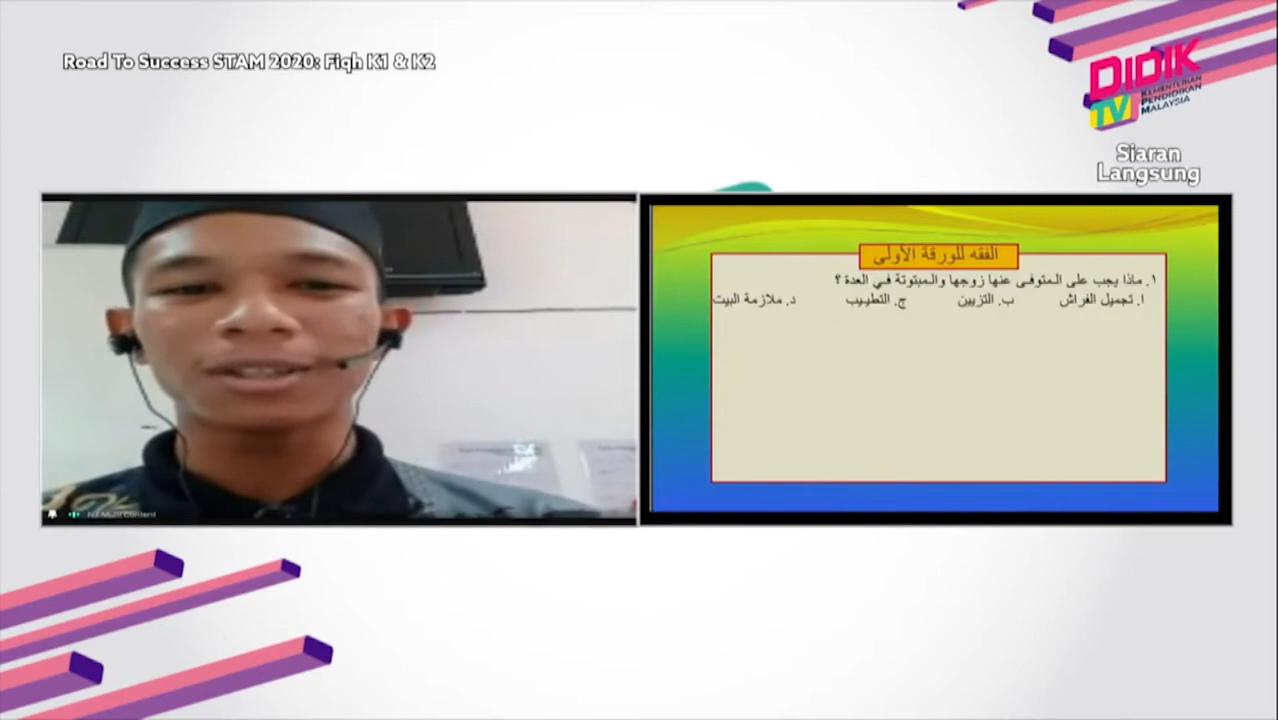 Road To Success STAM 2020: Fiqh K1 & K2
DIDIK
TV
KEMENTERIAN
PENDIDIKAN
MALAYSIA
Siaran
Langsung
الفقه للورقة الأولى
١. ماذا يجب على المتوفى عنها زوجها والمبتوتة في العدة ؟
ا. تجميل الفراش ب. التزيين ج. التطييب د. ملازمة البيت